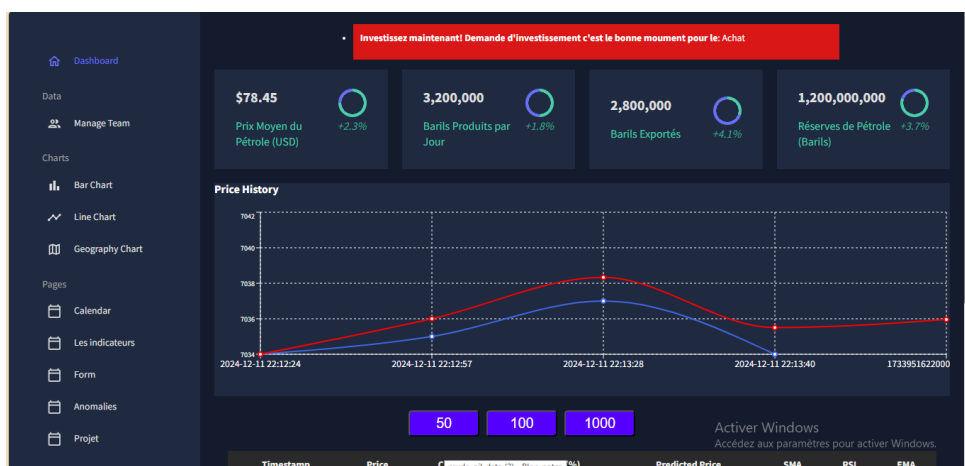 Investissez maintenant! Demande d'investissement c'est le bonne moument pour le: Achat
Dashboard
Data
Manage Team
Charts
Bar Chart
Line Chart
Geography Chart
Pages
Calendar
Les indicateurs
Form
Anomalies
Projet
$78.45
Prix Moyen du
Pétrole (USD)
+2.3%
3,200,000
Barils Produits par
Jour
+1.8%
2,800,000
Barils Exportés
+4.1%
1,200,000,000
Réserves de Pétrole
(Barils)
+3.7%
Price History
7042
7040
7038
7036
7034
2024-12-11 22:12:24 2024-12-11 22:12:57 2024-12-11 22:13:28 2024-12-11 22:13:40 1733951622000
50 100 1000
Activer Windows
Accédez aux paramètres pour activer Windows.
Timestamp Price (%) Predicted Price SMA RSI EMA